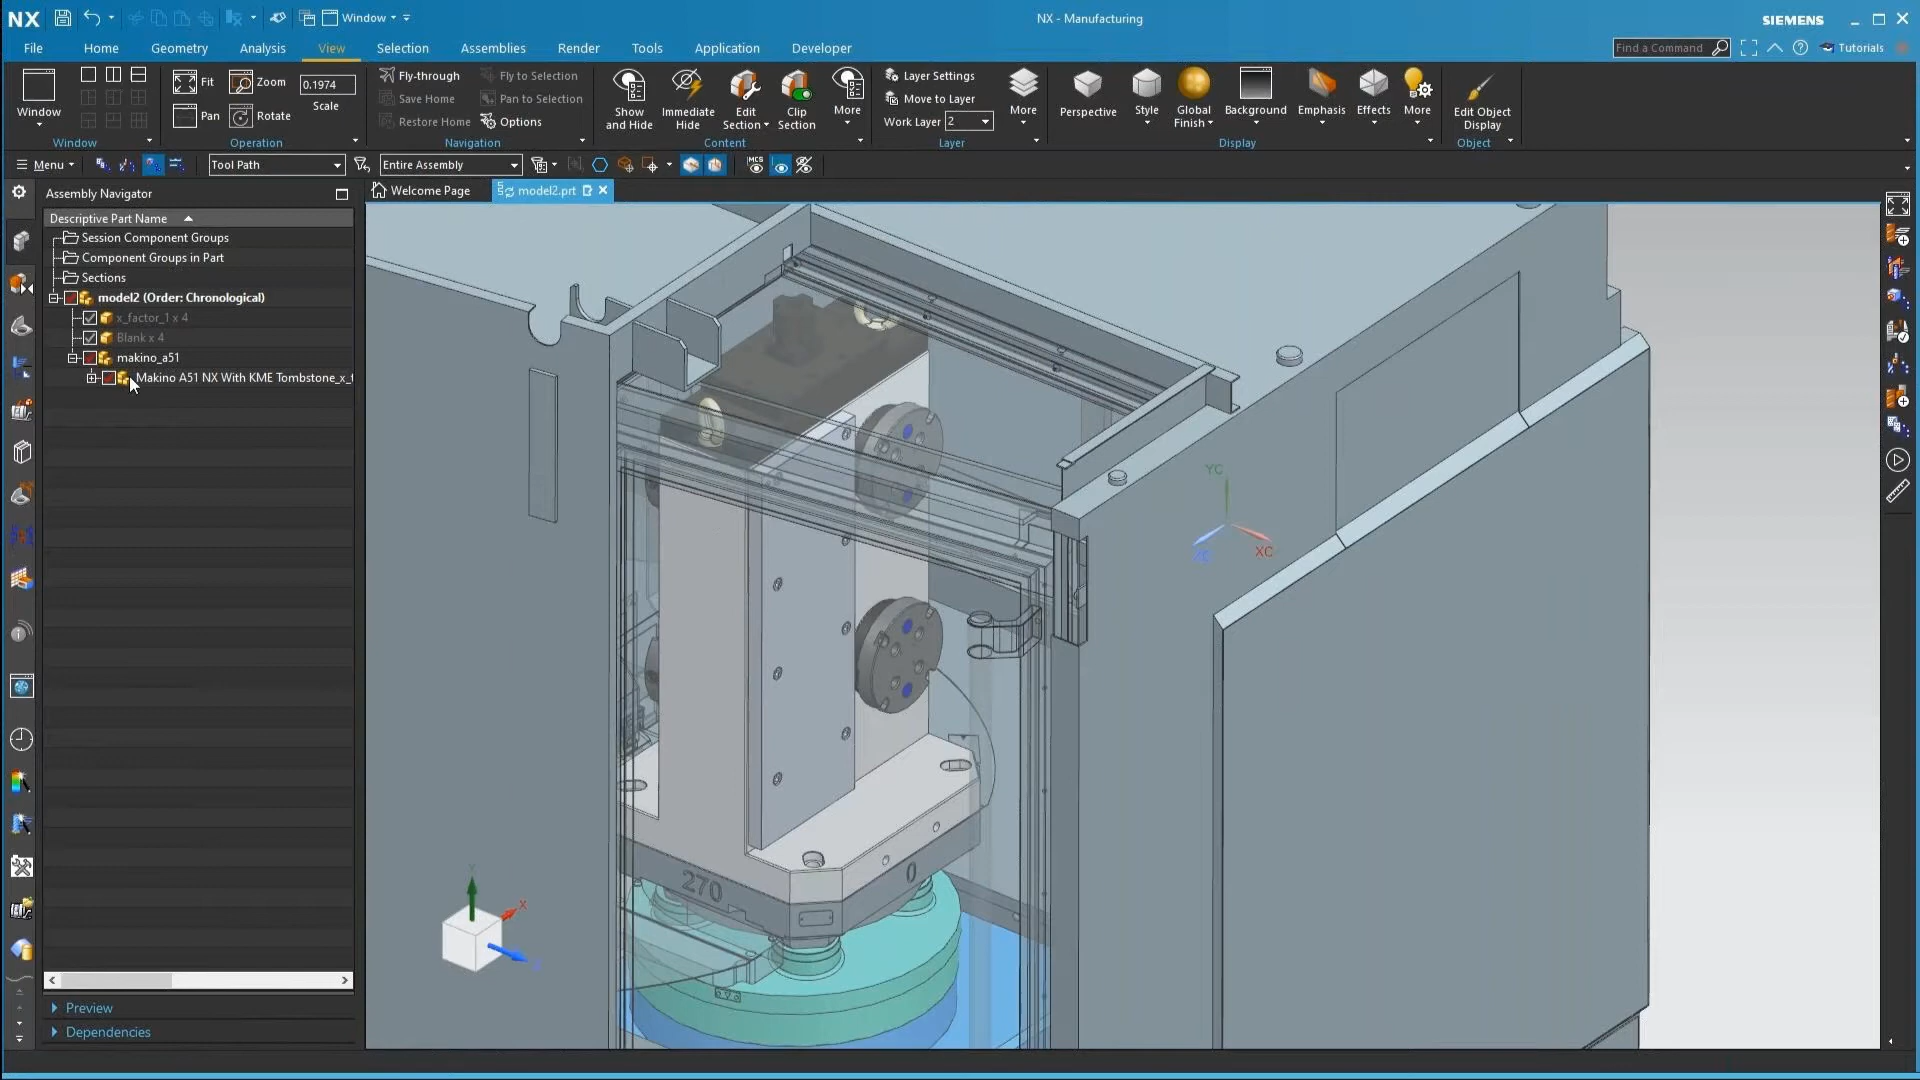 NX
Window
NX - Manufacturing
SIEMENS
File Home Geometry Analysis View Selection Assemblies Render Tools Application Developer
Find a Command
Tutorials
Window
Fit
Zoom
0.1974
Scale
Pan
Rotate
Fly-through
Fly to Selection
Save Home
Pan to Selection
Restore Home
Options
Show and Hide
Immediate Hide
Edit Section
Clip Section
More
Layer Settings
Move to Layer
Work Layer 2
More
Perspective
Style
Global Finish
Background
Emphasis
Effects
More
Edit Object Display
Window Operation Navigation Content Layer Display Object
Menu
Tool Path
Entire Assembly
MCS
Assembly Navigator
Welcome Page
model2.prt
Descriptive Part Name
Session Component Groups
Component Groups in Part
Sections
model2 (Order: Chronological)
x_factor_1 x 4
Blank x 4
makino_a51
Makino A51 NX With KME Tombstone_x_
Preview
Dependencies
YC
XC
ZC
270
0
Y
X